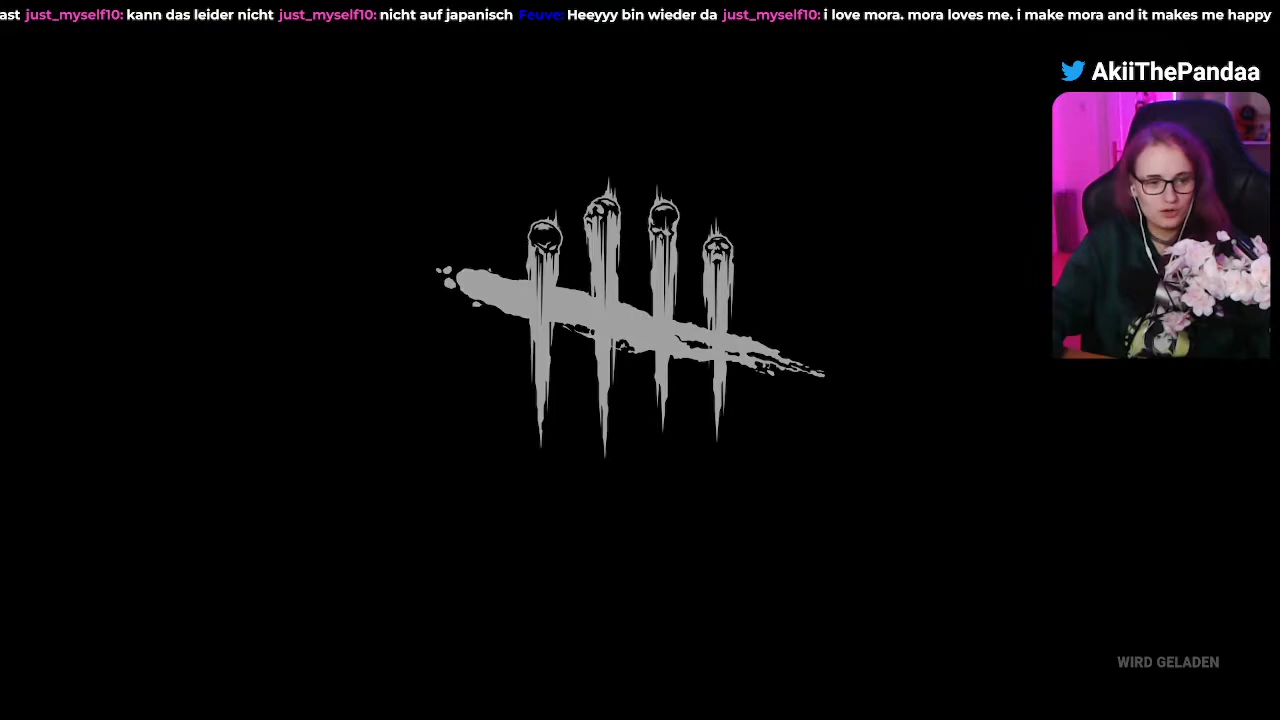 ast just_myself10: kann das leider nicht just_myself10: nicht auf japanisch Feuve: Heeyyy bin wieder da just_myself10: i love mora. mora loves me. i make mora and it makes me happy
AkiiThePandaa
WIRD GELADEN